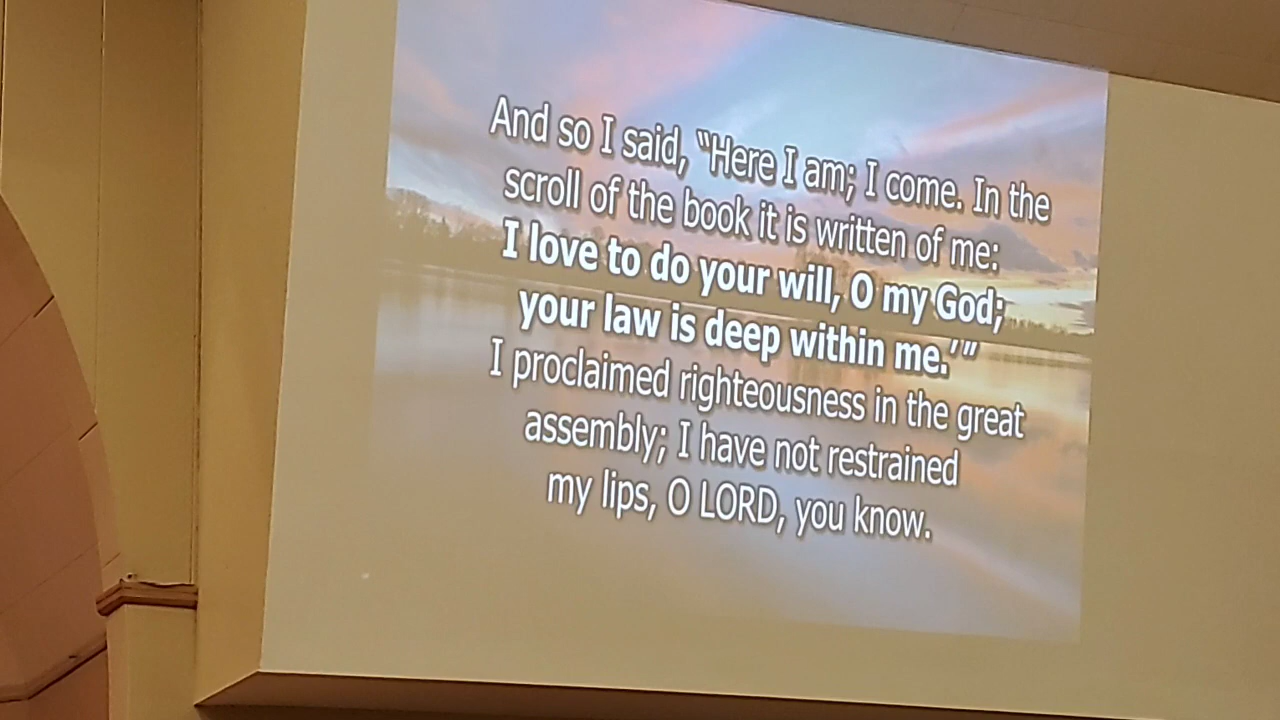 And so I said, “Here I am; I come. In the
scroll of the book it is written of me:
I love to do your will, O my God;
your law is deep within me.’”
I proclaimed righteousness in the great
assembly; I have not restrained
my lips, O LORD, you know.